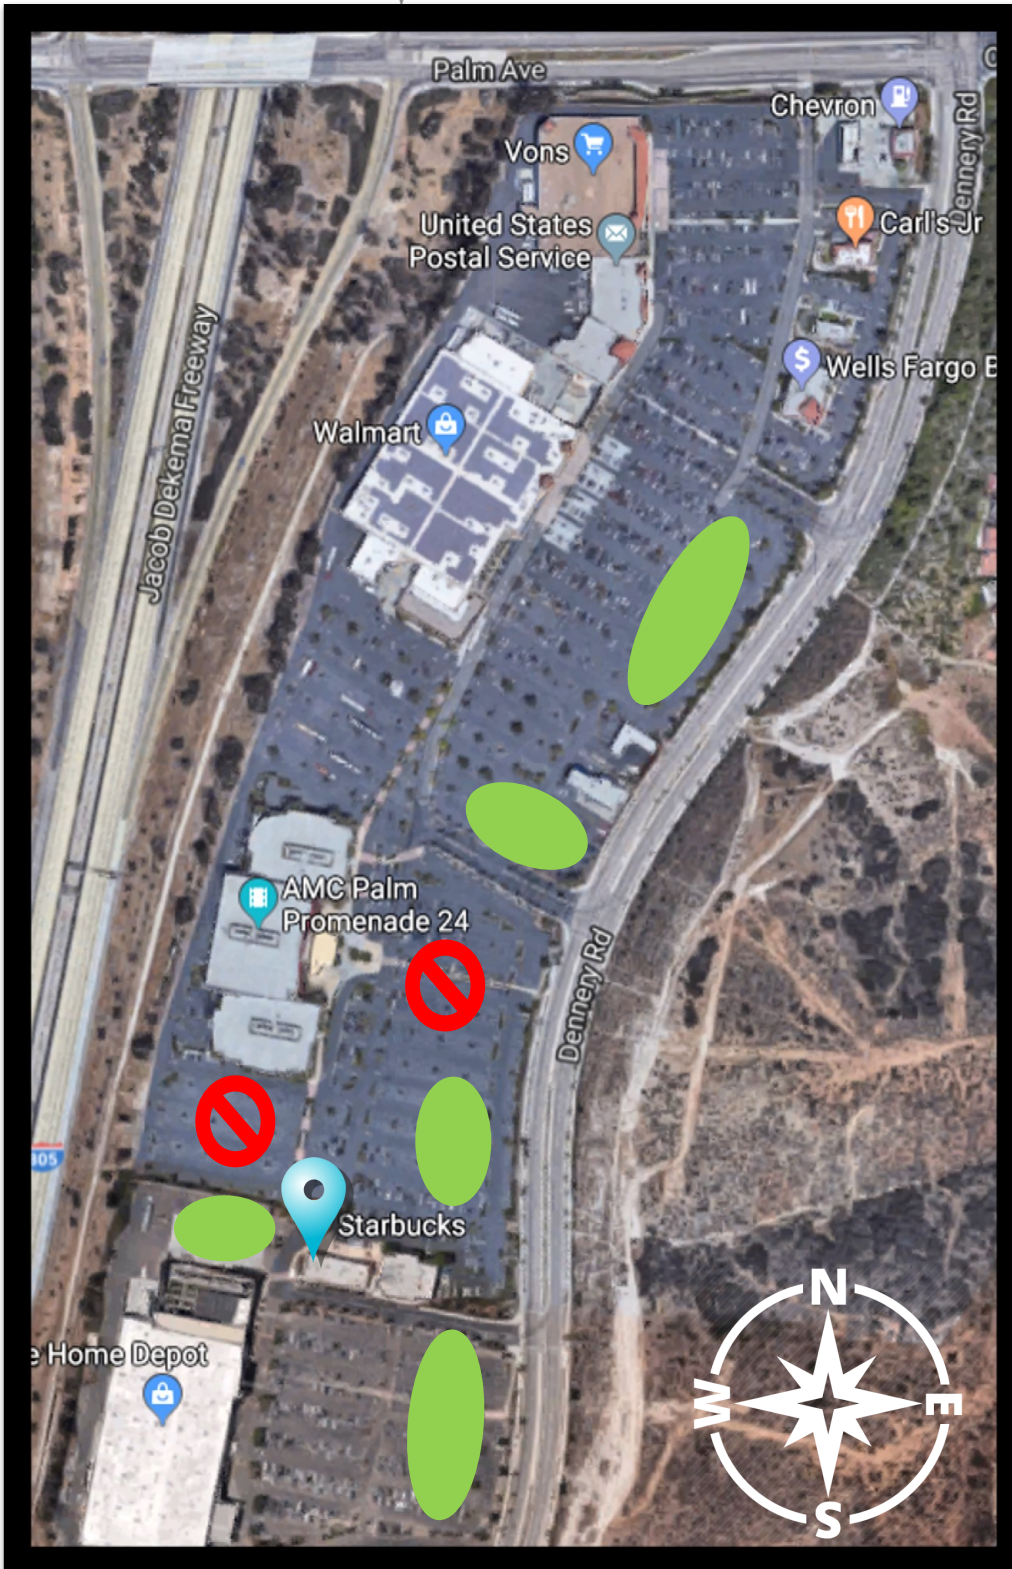 Palm Ave
Chevron
Dennery Rd
Vons
United States
Postal Service
Carl's Jr
Wells Fargo B
Jacob Dekema Freeway
Walmart
AMC Palm
Promenade 24
Dennery Rd
805
Starbucks
e Home Depot
N
W
E
S